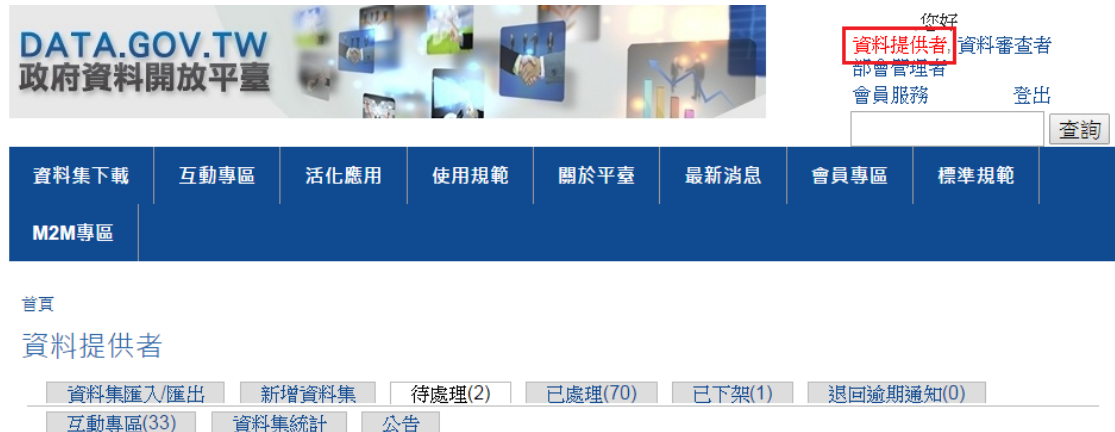 DATA.GOV.TW
政府資料開放平臺
您好
資料提供者, 資料審查者
部會管理者
會員服務 登出
查詢
資料集下載 互動專區 活化應用 使用規範 關於平臺 最新消息 會員專區 標準規範
M2M專區
首頁
資料提供者
資料集匯入/匯出 新增資料集 待處理(2) 已處理(70) 已下架(1) 退回逾期通知(0)
互動專區(33) 資料集統計 公告